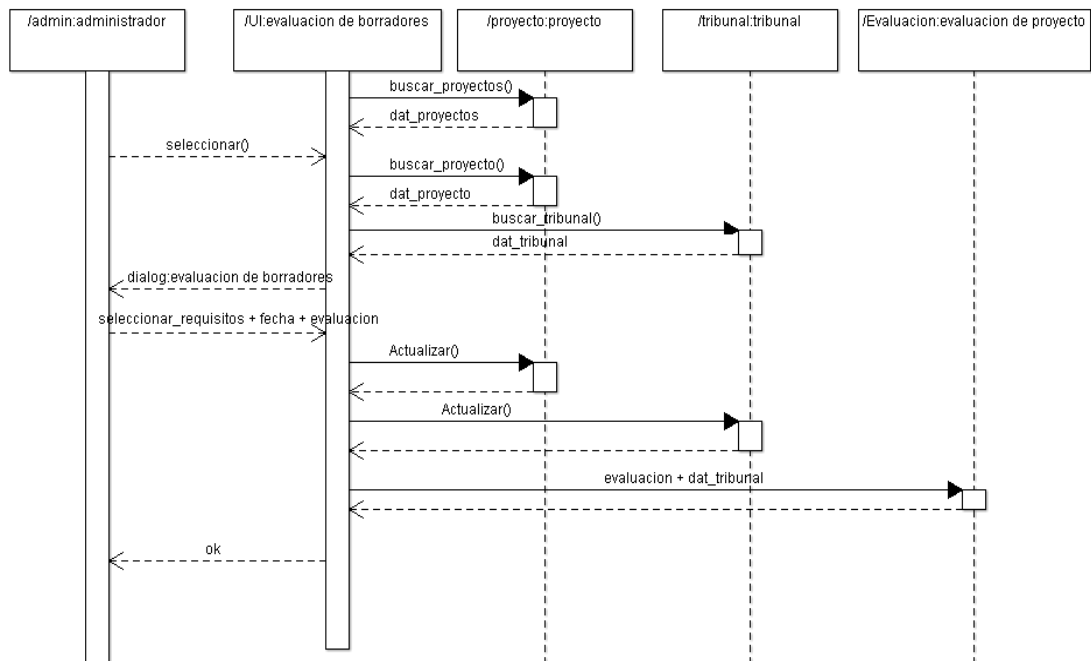 /admin:administrador
/UI:evaluacion de borradores
/proyecto:proyecto
/tribunal:tribunal
/Evaluacion:evaluacion de proyecto
buscar_proyectos()
dat_proyectos
seleccionar()
buscar_proyecto()
dat_proyecto
buscar_tribunal()
dat_tribunal
dialog:evaluacion de borradores
seleccionar_requisitos + fecha + evaluacion
Actualizar()
Actualizar()
evaluacion + dat_tribunal
ok